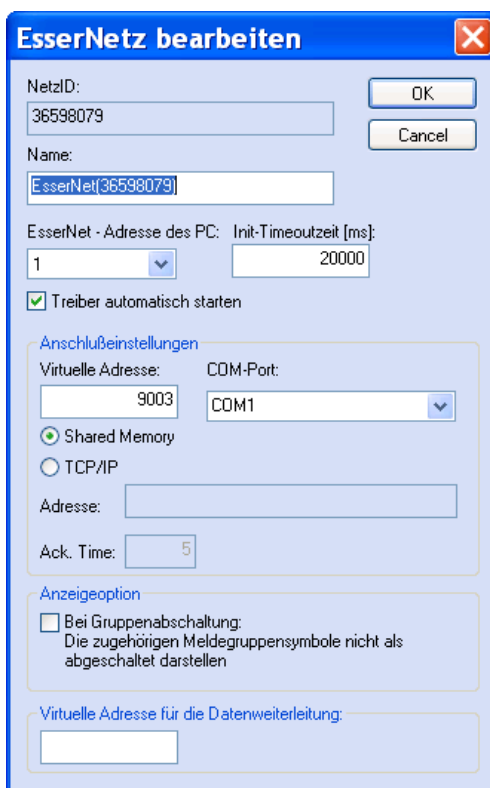 EsserNetz bearbeiten
NetzID:
OK
36598079
Cancel
Name:
EsserNet(36598079)
EsserNet - Adresse des PC: Init-Timeoutzeit [ms]:
1 20000
Treiber automatisch starten
Anschlußeinstellungen
Virtuelle Adresse: COM-Port:
9003 COM1
Shared Memory
TCP/IP
Adresse:
Ack. Time: 5
Anzeigeoption
Bei Gruppenabschaltung:
Die zugehörigen Meldegruppensymbole nicht als
abgeschaltet darstellen
Virtuelle Adresse für die Datenweiterleitung: